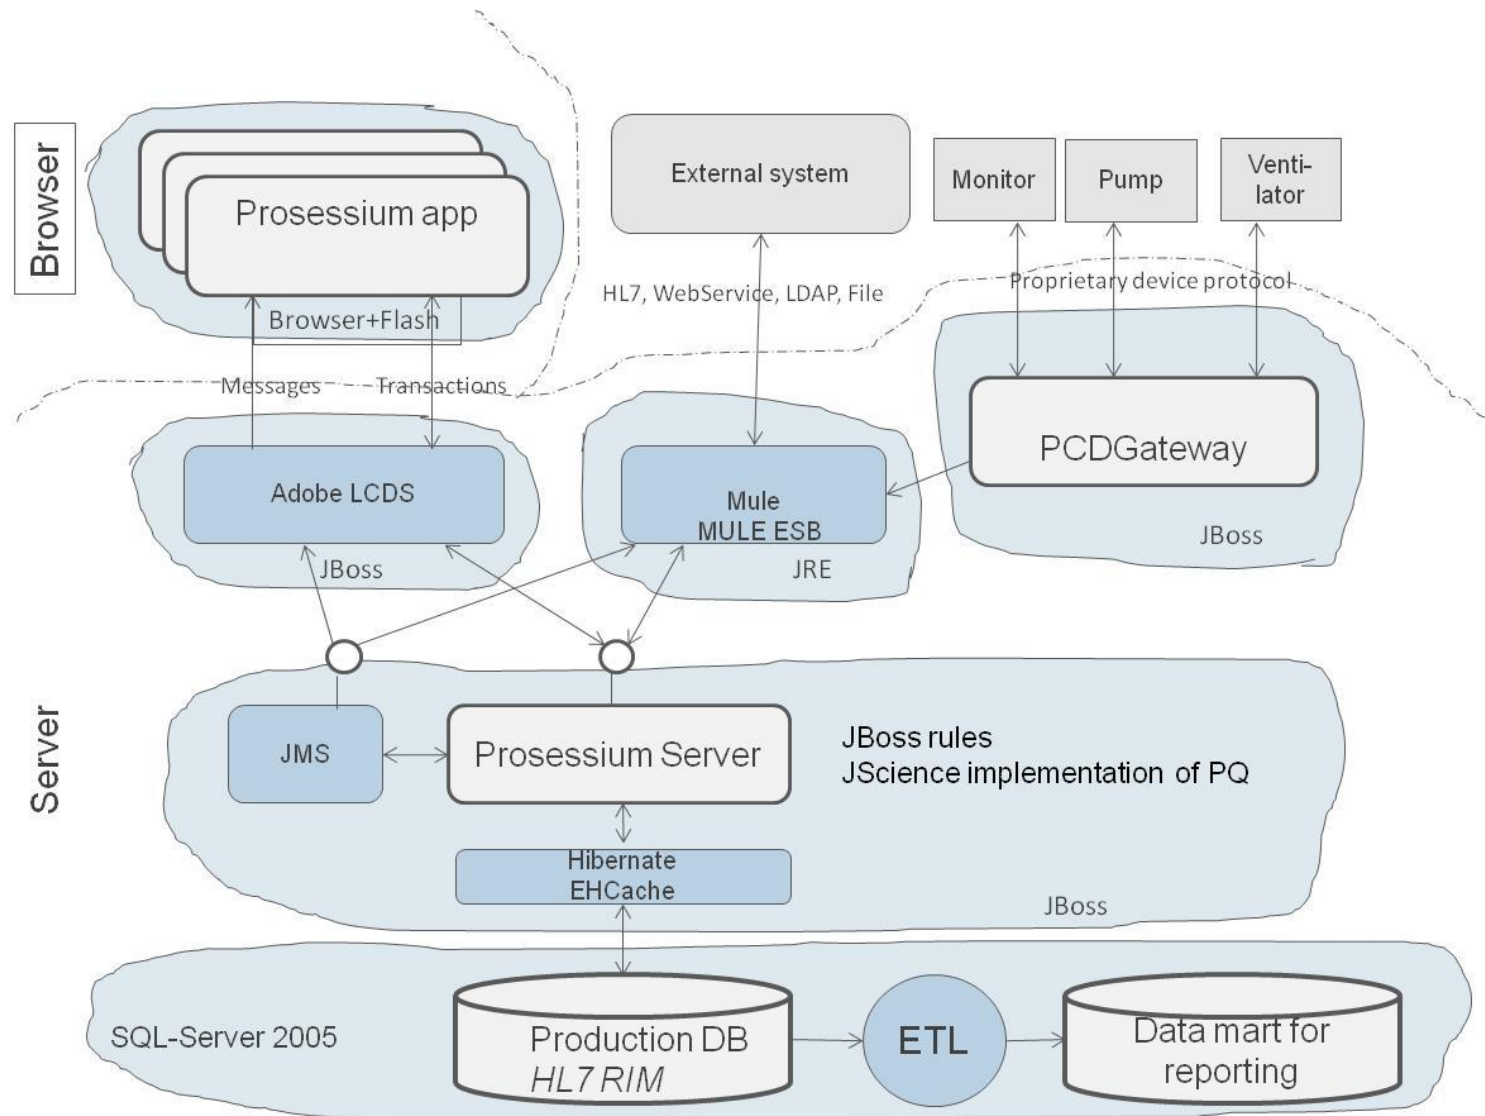 Browser
Prosessium app
Browser+Flash
External system
Monitor
Pump
Venti-
lator
HL7, WebService, LDAP, File
Proprietary device protocol
Messages
Transactions
Adobe LCDS
JBoss
Mule
MULE ESB
JRE
PCDGateway
JBoss
Server
JMS
Prosessium Server
JBoss rules
JScience implementation of PQ
Hibernate
EHCache
JBoss
SQL-Server 2005
Production DB
HL7 RIM
ETL
Data mart for
reporting